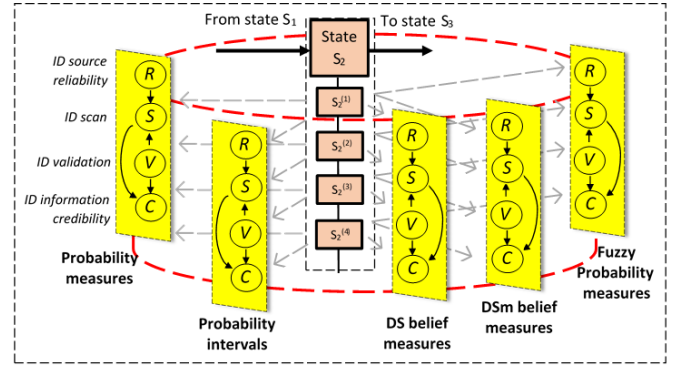 From state S₁
To state S₃
State
S₂
ID source
reliability
ID scan
ID validation
ID information
credibility
S₂⁽¹⁾
S₂⁽²⁾
S₂⁽³⁾
S₂⁽⁴⁾
R
S
V
C
Probability
measures
R
S
V
C
Probability
intervals
R
S
V
C
DS belief
measures
R
S
V
C
DSm belief
measures
R
S
V
C
Fuzzy
Probability
measures